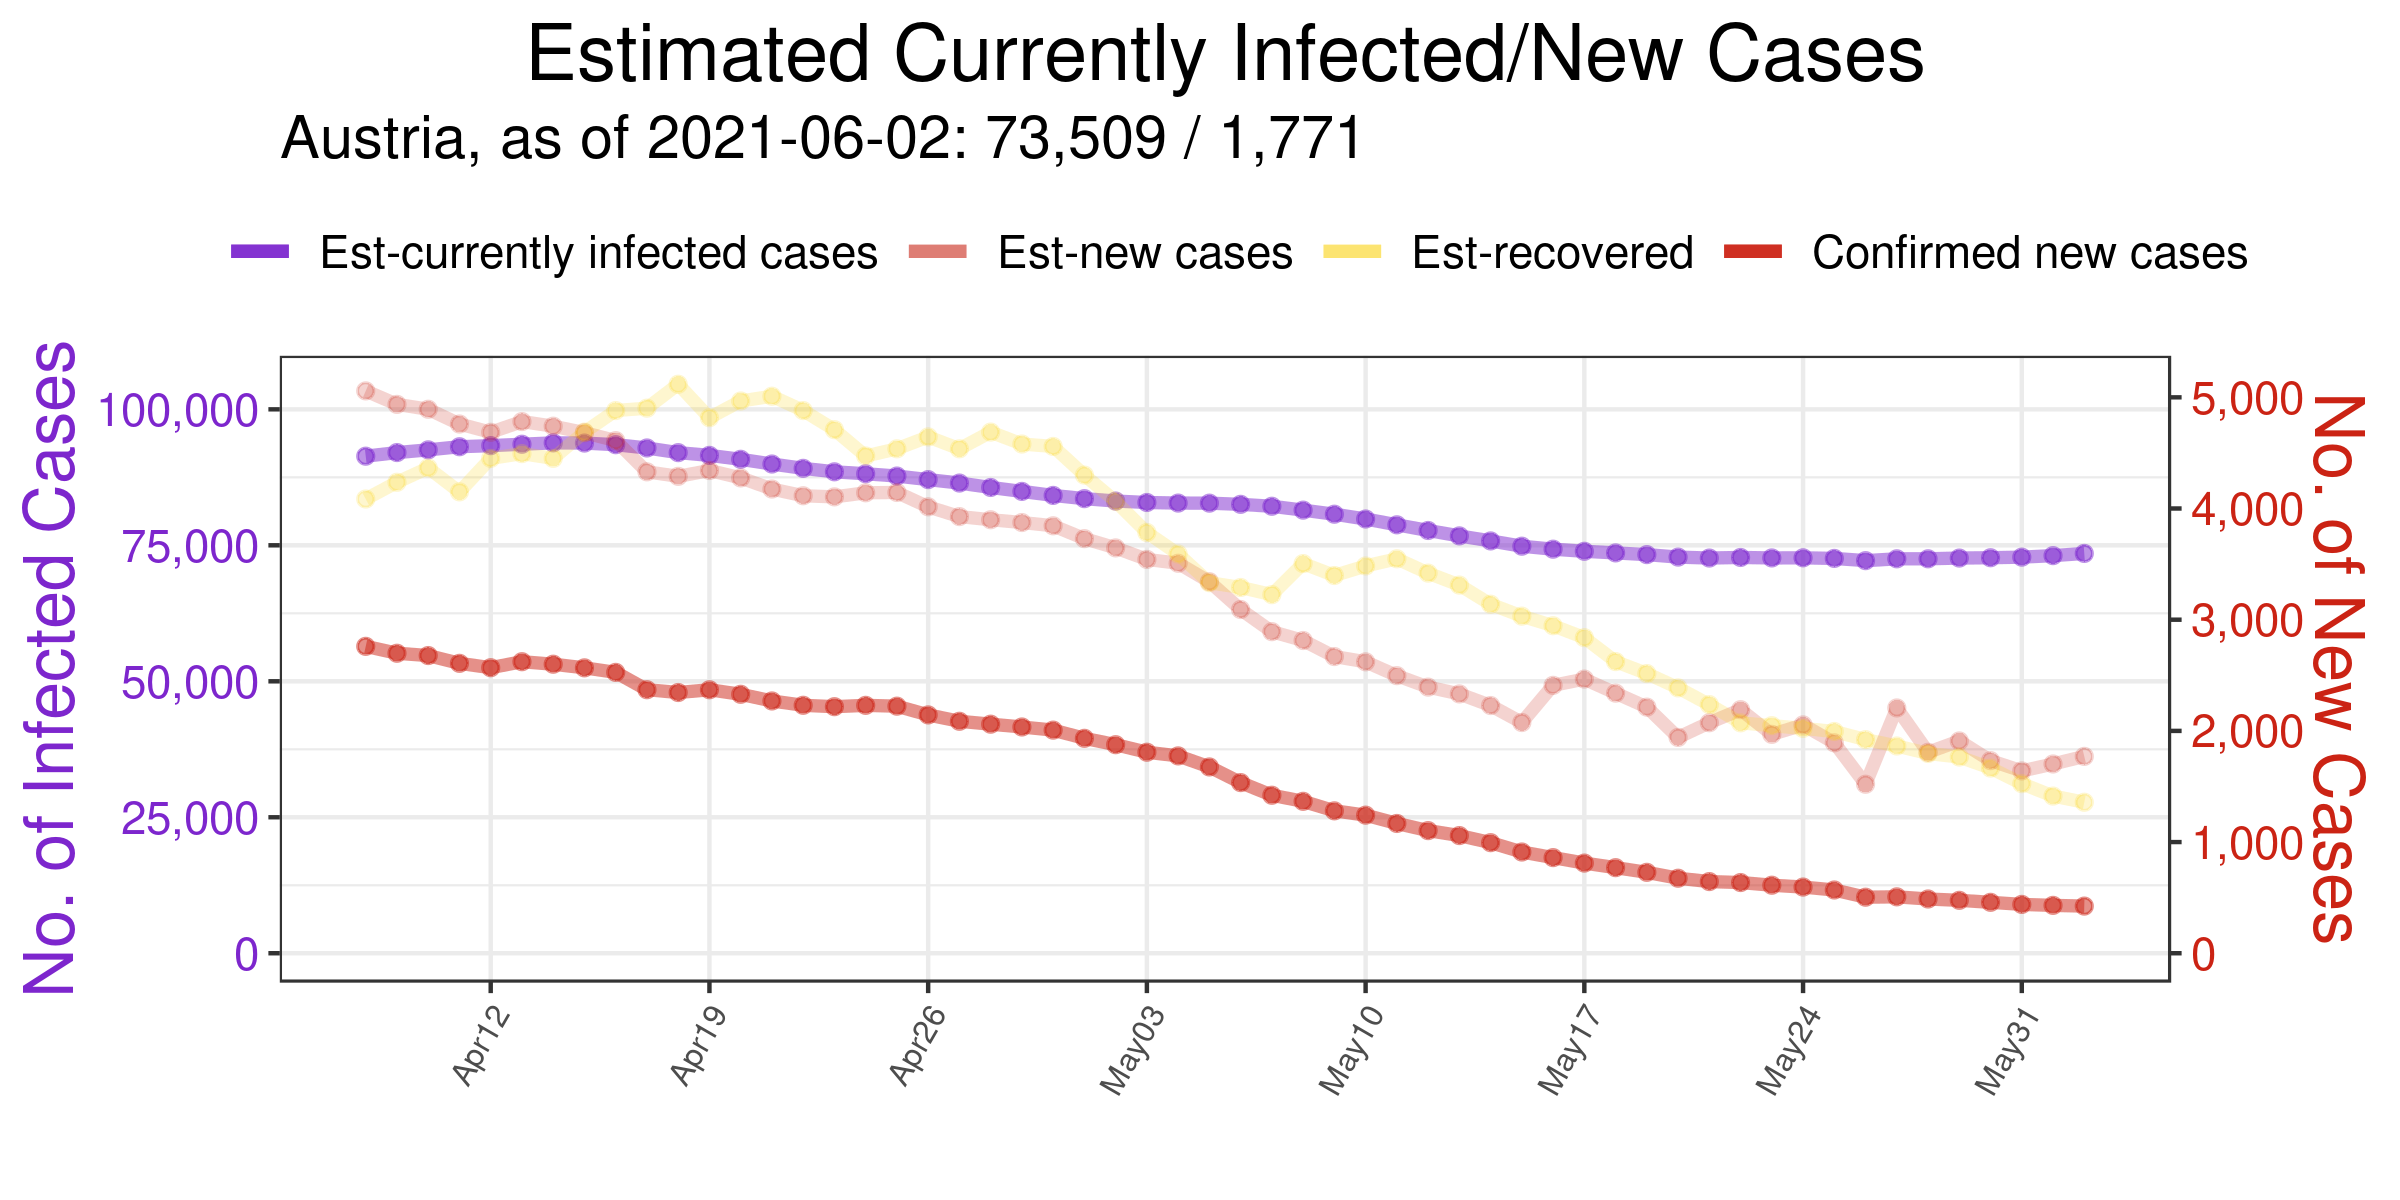 Estimated Currently Infected/New Cases
Austria, as of 2021-06-02: 73,509 / 1,771
Est-currently infected cases Est-new cases Est-recovered Confirmed new cases
No. of Infected Cases
100,000
75,000
50,000
25,000
0
5,000
4,000
3,000
2,000
1,000
0
No. of New Cases
Apr12 Apr19 Apr26 May03 May10 May17 May24 May31